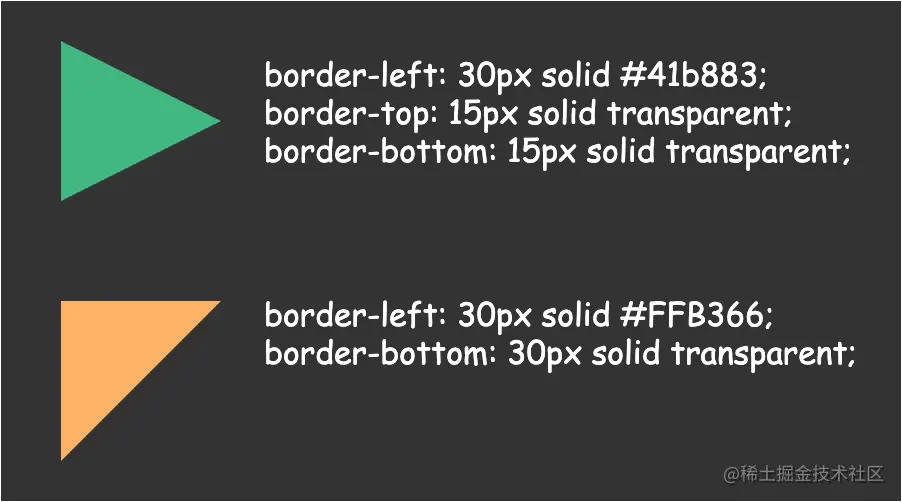 border-left: 30px solid #41b883;
border-top: 15px solid transparent;
border-bottom: 15px solid transparent;
border-left: 30px solid #FFB366;
border-bottom: 30px solid transparent;
@稀土掘金技术社区